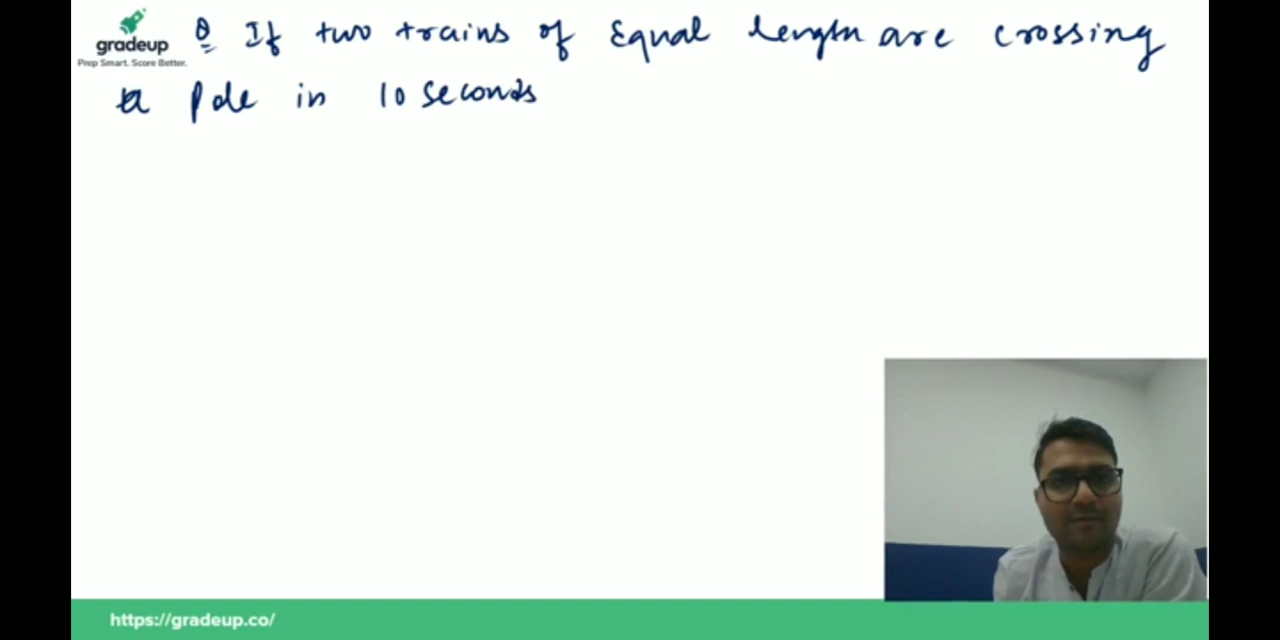 gradeup
Prep Smart. Score Better.
Q If two trains of Equal length are crossing
a Pole in 10 seconds
https://gradeup.co/